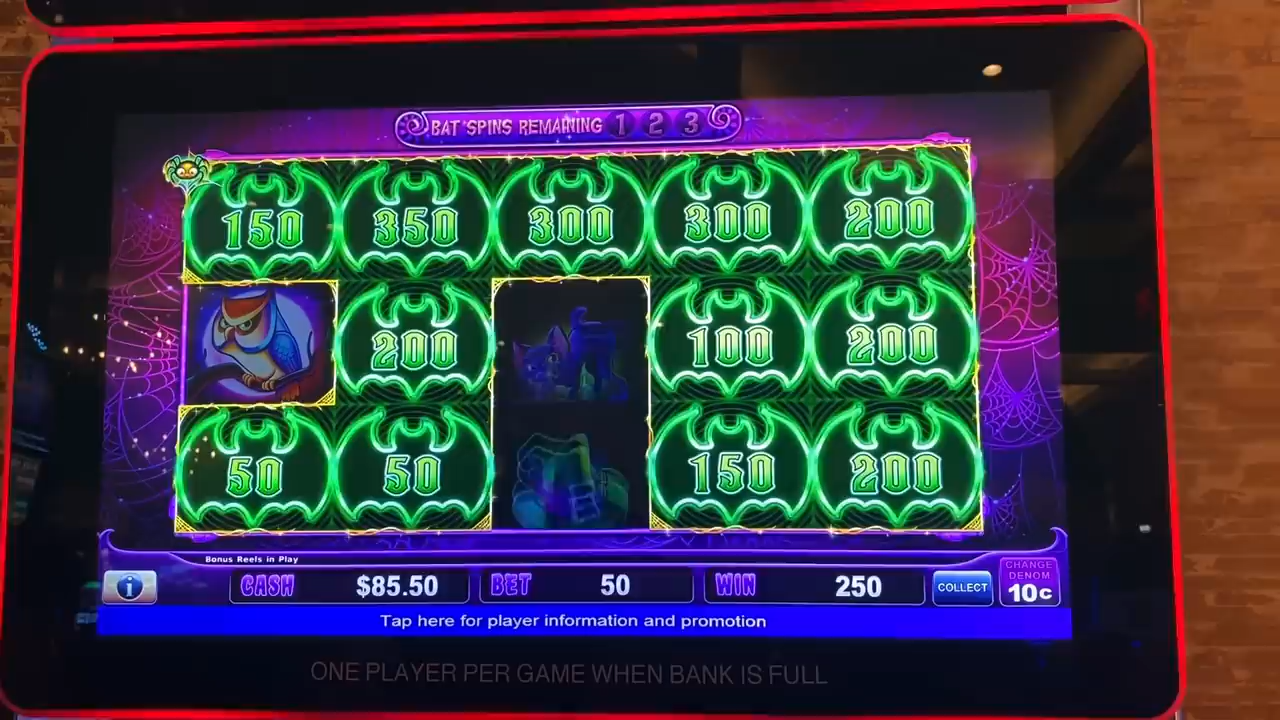 BAT SPINS REMAINING 1 2 3
150 350 300 300 200
200 100 200
50 50 150 200
Bonus Reels in Play
i CASH $85.50 BET 50 WIN 250 COLLECT CHANGE DENOM 10¢
Tap here for player information and promotion
ONE PLAYER PER GAME WHEN BANK IS FULL